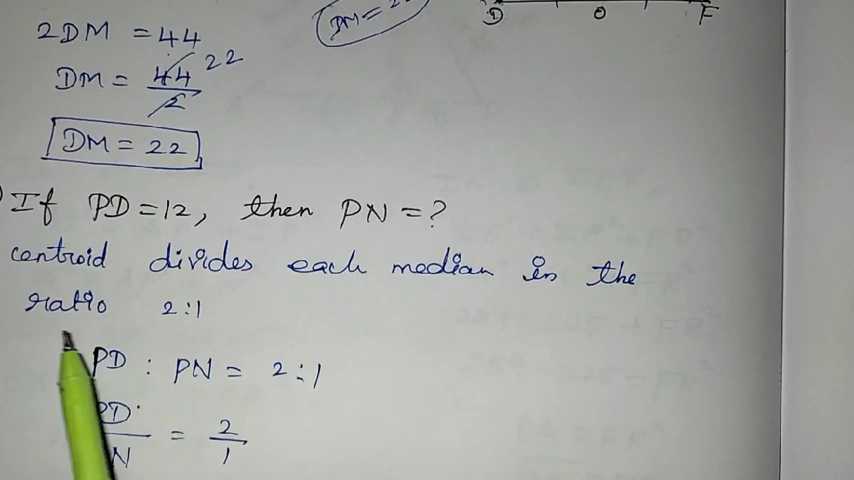 2DM = 44
DM = 44/2 22
DM = 22
D O F
If PD = 12, then PN = ?
centroid divides each median in the
ratio 2:1
PD : PN = 2:1
PD / N = 2/1